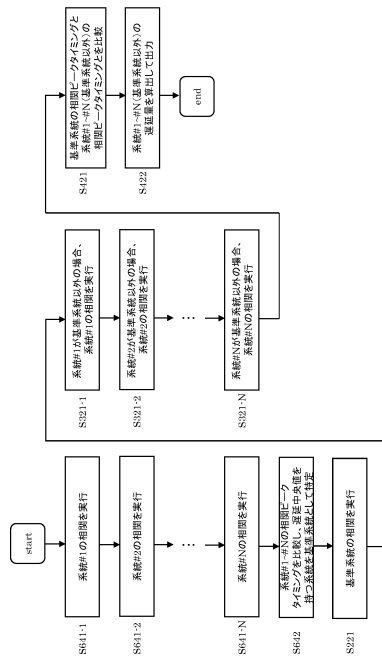 start
系統#1の相関を実行
S641-1
系統#2の相関を実行
S641-2
…
系統#Nの相関を実行
S641-N
系統#1~#Nの相関ピーク
タイミングを比較し、遅延中央値を
持つ系統を基準系統として特定
S642
基準系統の相関を実行
S221
系統#1が基準系統以外の場合、
系統#1の相関を実行
S321-1
系統#2が基準系統以外の場合、
系統#2の相関を実行
S321-2
…
系統#Nが基準系統以外の場合、
系統#Nの相関を実行
S321-N
基準系統の相関ピークタイミングと
系統#1~#N(基準系統以外)の
相関ピークタイミングとを比較
S421
系統#1~#N(基準系統以外)の
遅延量を算出して出力
S422
end